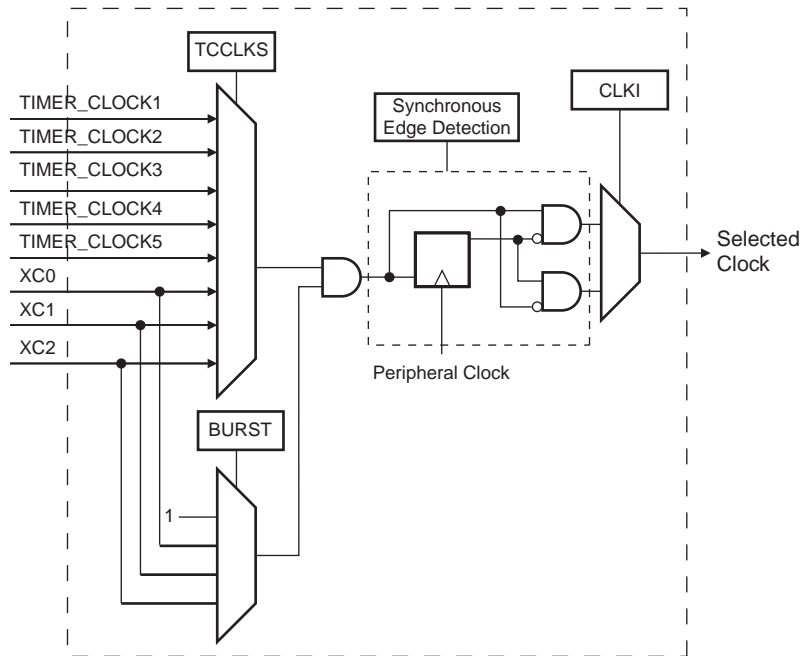 TCCLKS
TIMER_CLOCK1
TIMER_CLOCK2
TIMER_CLOCK3
TIMER_CLOCK4
TIMER_CLOCK5
XC0
XC1
XC2
Synchronous
Edge Detection
CLKI
Selected
Clock
Peripheral Clock
BURST
1